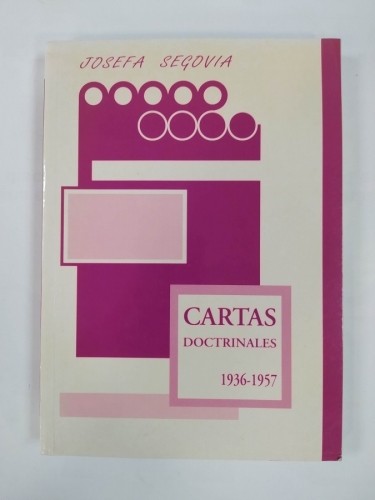 JOSEFA SEGOVIA
CARTAS
DOCTRINALES
1936-1957